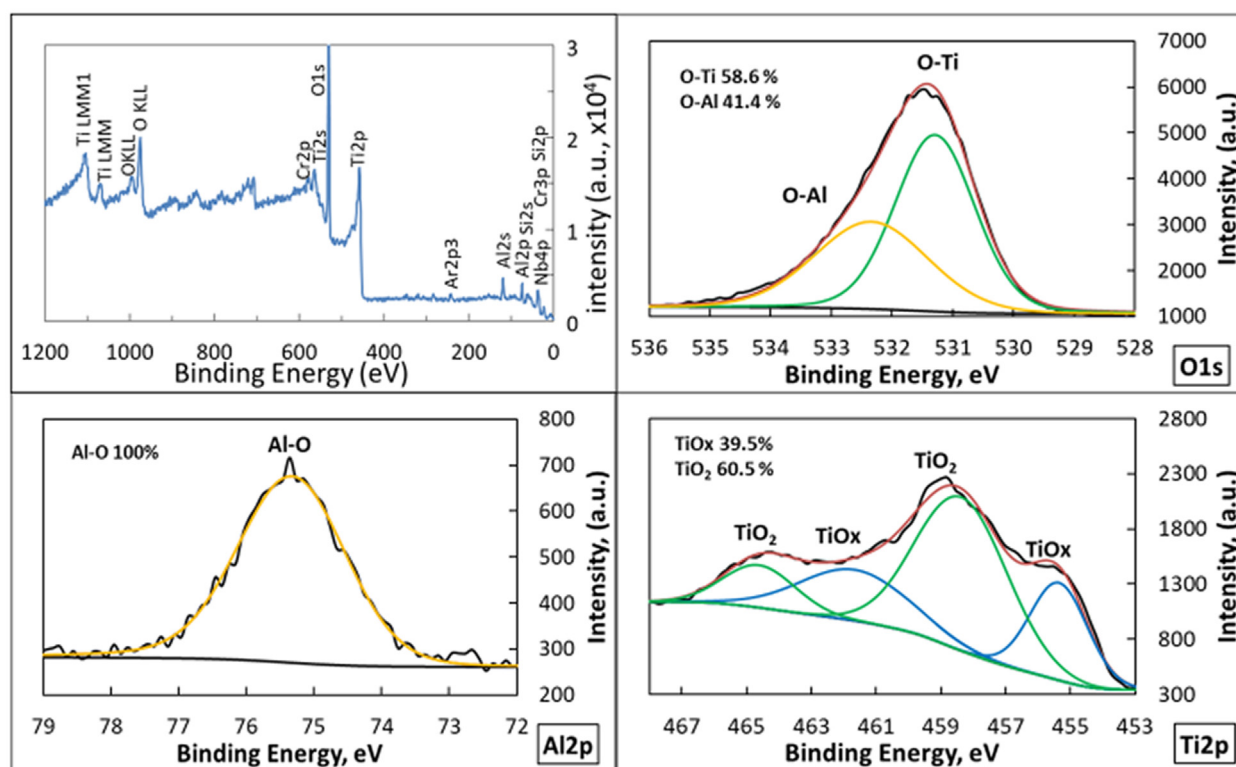 Ti LMM1
Ti LMM
OKLL
O KLL
Cr2p
Ti2s
O1s
Ti2p
Ar2p3
Al2s
Al2p Si2s
Nb4p
Cr3p Si2p
3
2
1
0
intensity (a.u., x10⁴)
1200 1000 800 600 400 200 0
Binding Energy (eV)
O-Ti 58.6 %
O-Al 41.4 %
O-Ti
O-Al
7000
6000
5000
4000
3000
2000
1000
Intensity, (a.u.)
536 535 534 533 532 531 530 529 528
Binding Energy, eV
O1s
Al-O 100%
Al-O
800
700
600
500
400
300
200
Intensity, (a.u.)
79 78 77 76 75 74 73 72
Binding Energy, eV
Al2p
TiOx 39.5%
TiO₂ 60.5 %
TiO₂
TiOx
TiO₂
TiOx
2800
2300
1800
1300
800
300
Intensity, (a.u.)
467 465 463 461 459 457 455 453
Binding Energy, eV
Ti2p